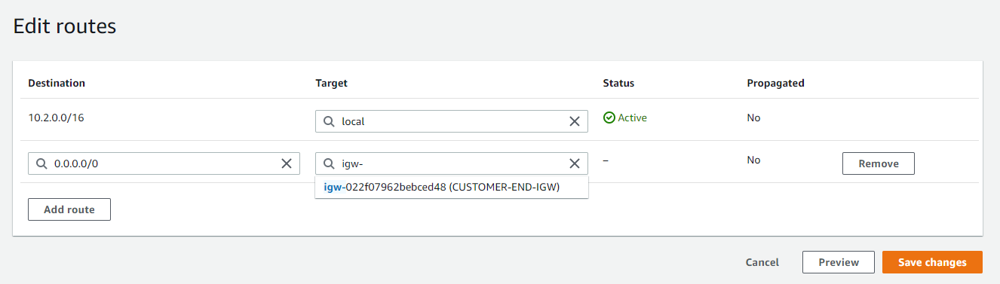 Edit routes
Destination Target Status Propagated
10.2.0.0/16 local Active No
0.0.0.0/0 igw- – No Remove
igw-022f07962bebced48 (CUSTOMER-END-IGW)
Add route
Cancel Preview Save changes